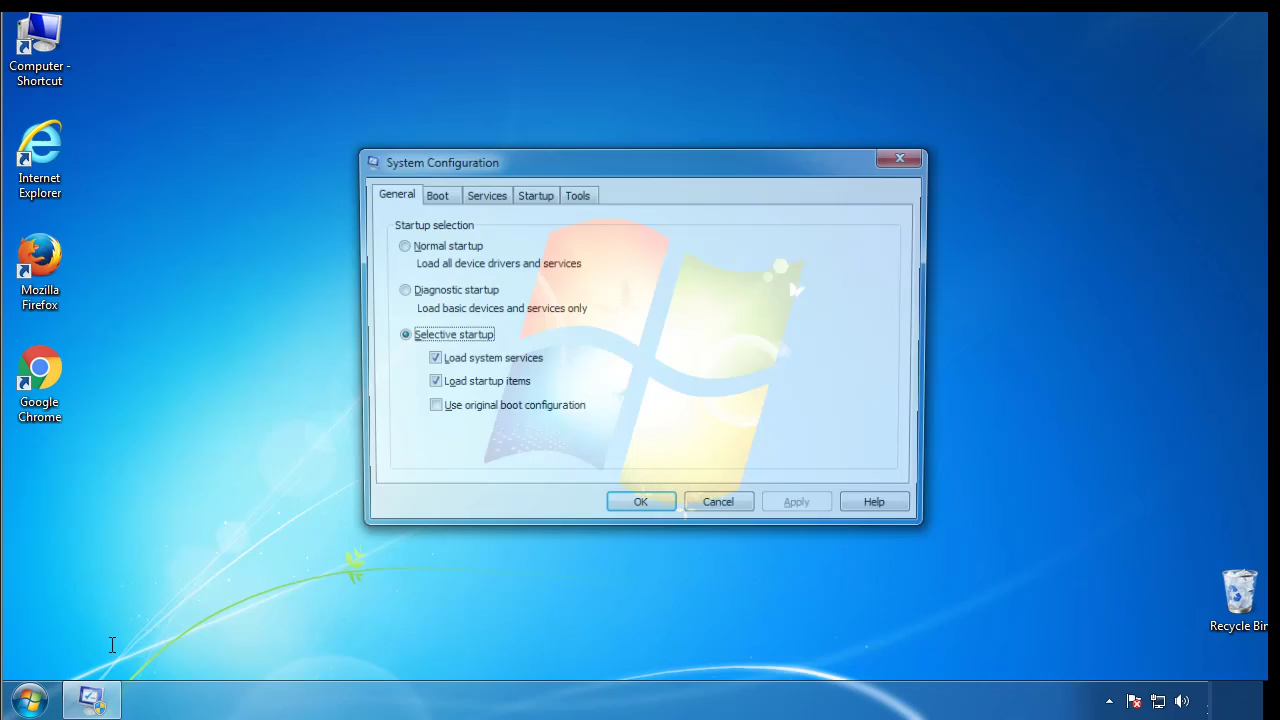 Computer -
Shortcut
Internet
Explorer
Mozilla
Firefox
Google
Chrome
System Configuration
General
Boot
Services
Startup
Tools
Startup selection
Normal startup
Load all device drivers and services
Diagnostic startup
Load basic devices and services only
Selective startup
Load system services
Load startup items
Use original boot configuration
OK
Cancel
Apply
Help
Recycle Bin